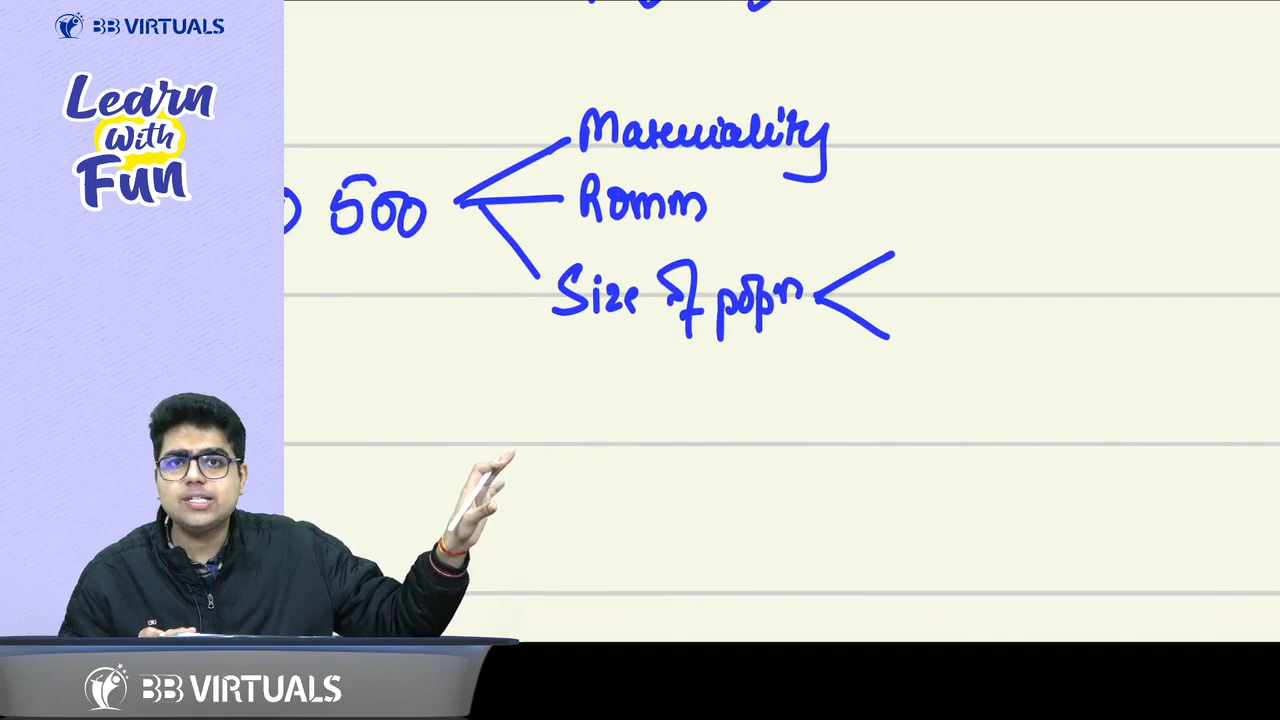 BB VIRTUALS
Learn
with
Fun
500
Materiality
Romm
Size of popn
BB VIRTUALS